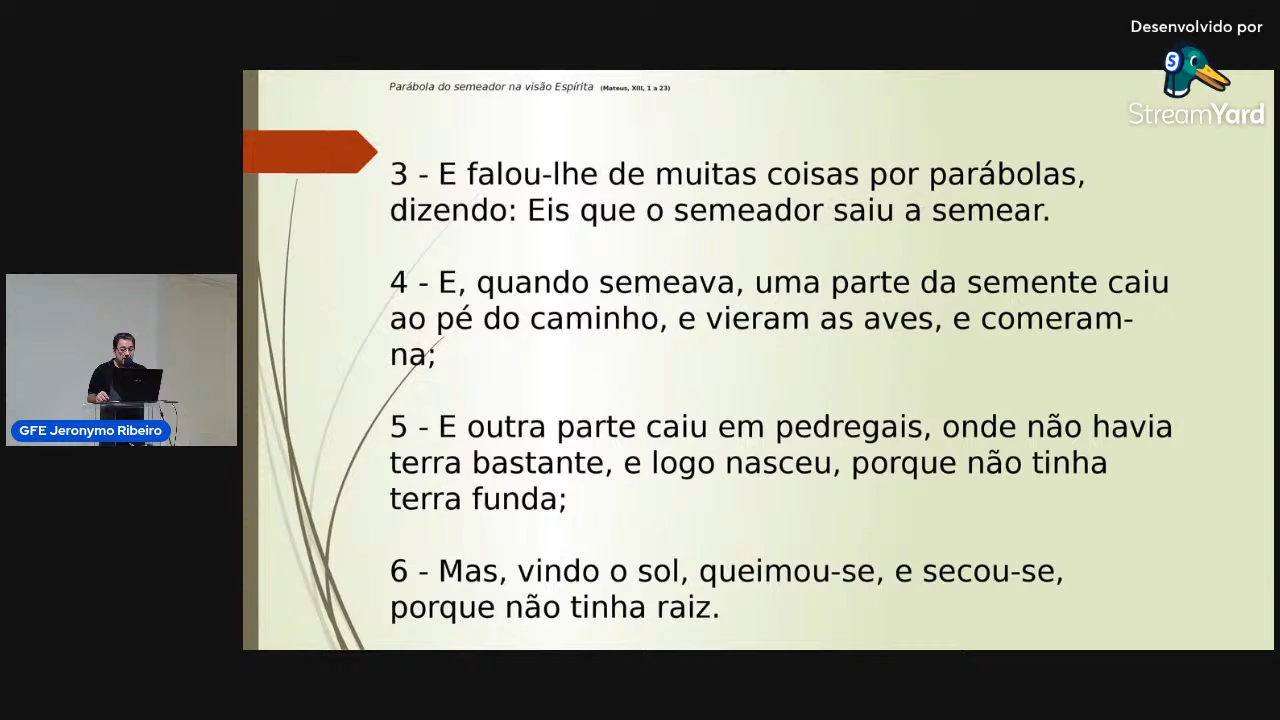 Desenvolvido por
StreamYard
Parábola do semeador na visão Espírita (Mateus, XIII, 1 a 23)
3 - E falou-lhe de muitas coisas por parábolas,
dizendo: Eis que o semeador saiu a semear.
4 - E, quando semeava, uma parte da semente caiu
ao pé do caminho, e vieram as aves, e comeram-
na;
5 - E outra parte caiu em pedregais, onde não havia
terra bastante, e logo nasceu, porque não tinha
terra funda;
6 - Mas, vindo o sol, queimou-se, e secou-se,
porque não tinha raiz.
GFE Jeronymo Ribeiro